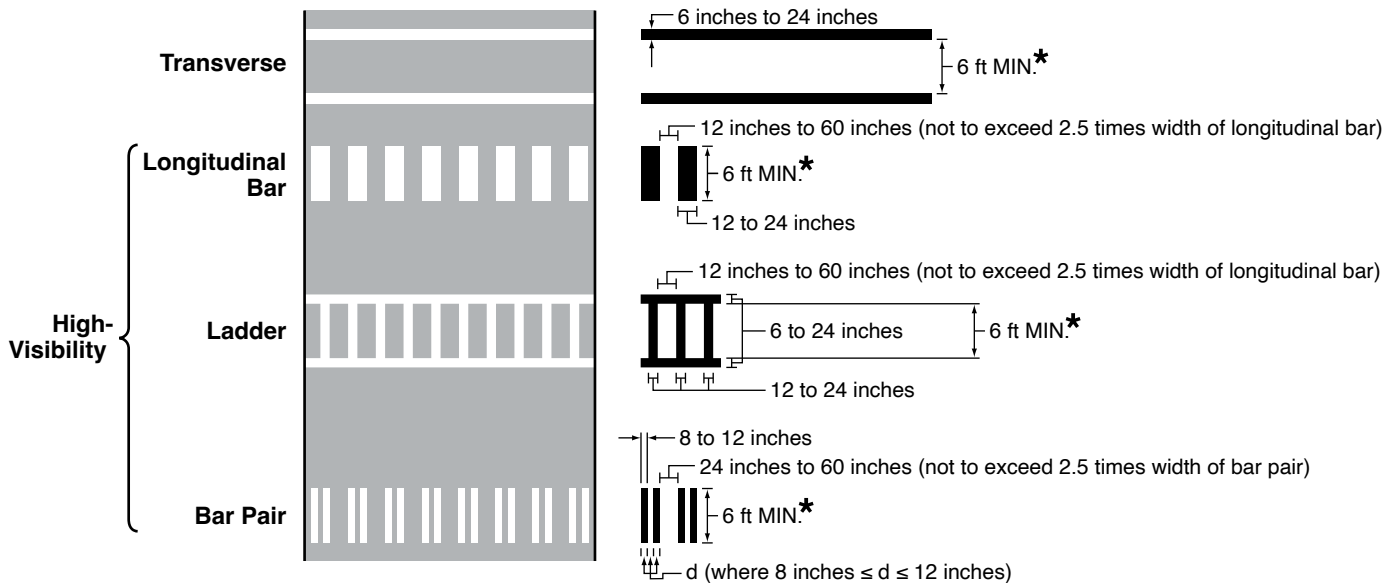 6 inches to 24 inches
Transverse
6 ft MIN.*
12 inches to 60 inches (not to exceed 2.5 times width of longitudinal bar)
Longitudinal
Bar
6 ft MIN.*
12 to 24 inches
12 inches to 60 inches (not to exceed 2.5 times width of longitudinal bar)
High-
Visibility
Ladder
6 to 24 inches
6 ft MIN.*
12 to 24 inches
8 to 12 inches
24 inches to 60 inches (not to exceed 2.5 times width of bar pair)
Bar Pair
6 ft MIN.*
d (where 8 inches ≤ d ≤ 12 inches)